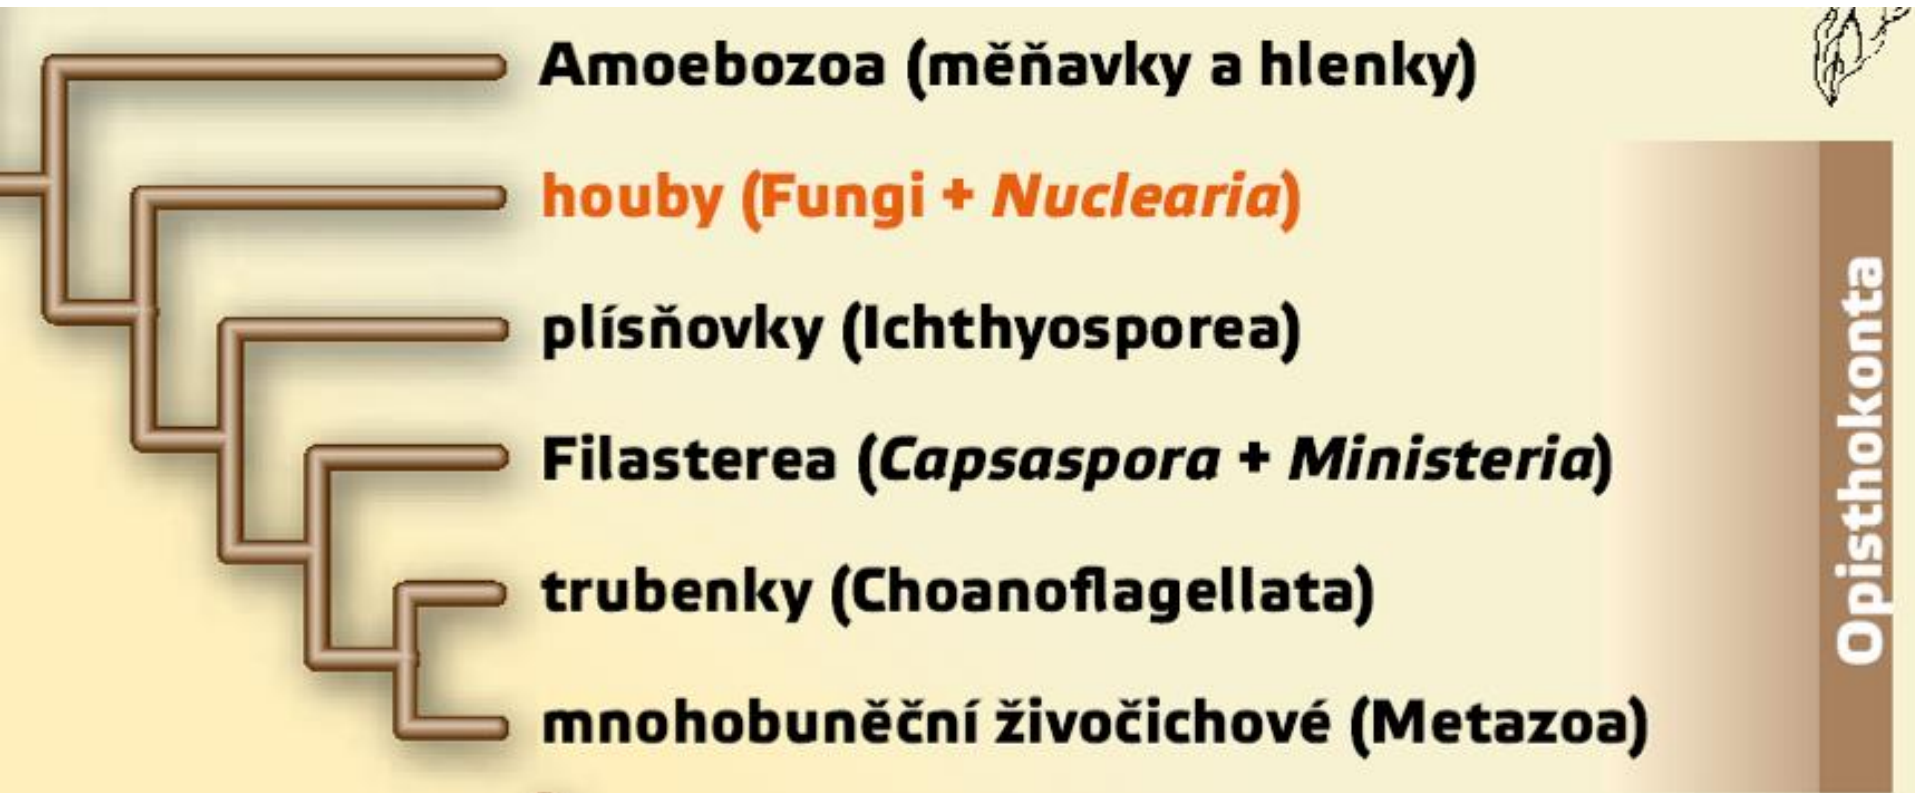 Amoebozoa (měňavky a hlenky)
houby (Fungi + Nuclearia)
plísňovky (Ichthyosporea)
Filasterea (Capsaspora + Ministeria)
trubenky (Choanoflagellata)
mnohobuněční živočichové (Metazoa)
Opisthokonta